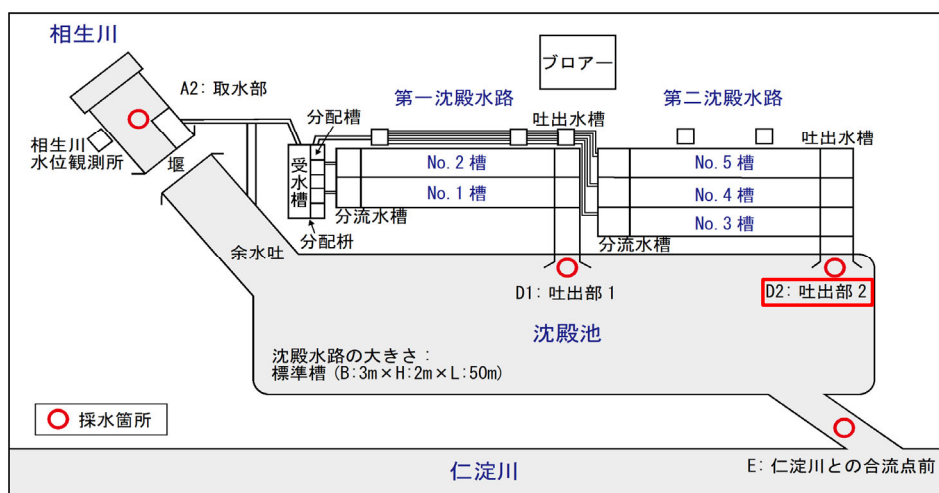 相生川
ブロアー
A2: 取水部
第一沈殿水路
第二沈殿水路
分配槽
吐出水槽
吐出水槽
相生川
水位観測所
堰
受水槽
No.2 槽
No.1 槽
No.5 槽
No.4 槽
No.3 槽
分流水槽
分配枡
分流水槽
余水吐
D1: 吐出部 1
D2: 吐出部 2
沈殿池
沈殿水路の大きさ:
標準槽 (B:3m×H:2m×L:50m)
採水箇所
E: 仁淀川との合流点前
仁淀川